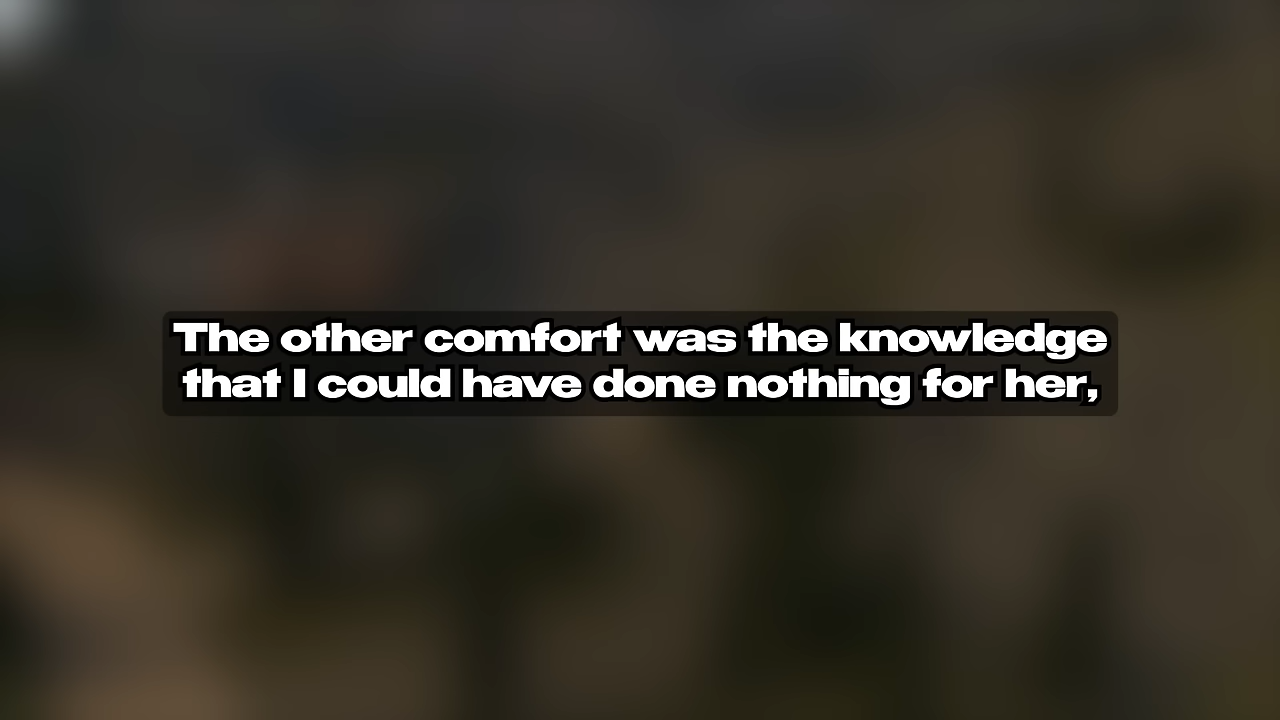 The other comfort was the knowledge
that I could have done nothing for her,